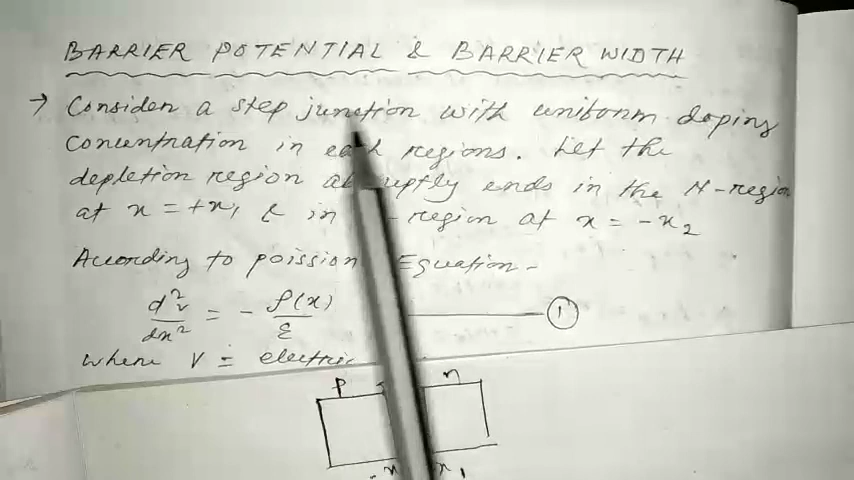 BARRIER POTENTIAL & BARRIER WIDTH
→ Consider a step junction with uniform doping
concentration in each regions. Let the
depletion region abruptly ends in the N-region
at x = +x₁ & in -region at x = -x₂
According to poission Equation -
d²v/dx² = - ρ(x)/ε ——— ①
where V = electric
p n
-x x₁